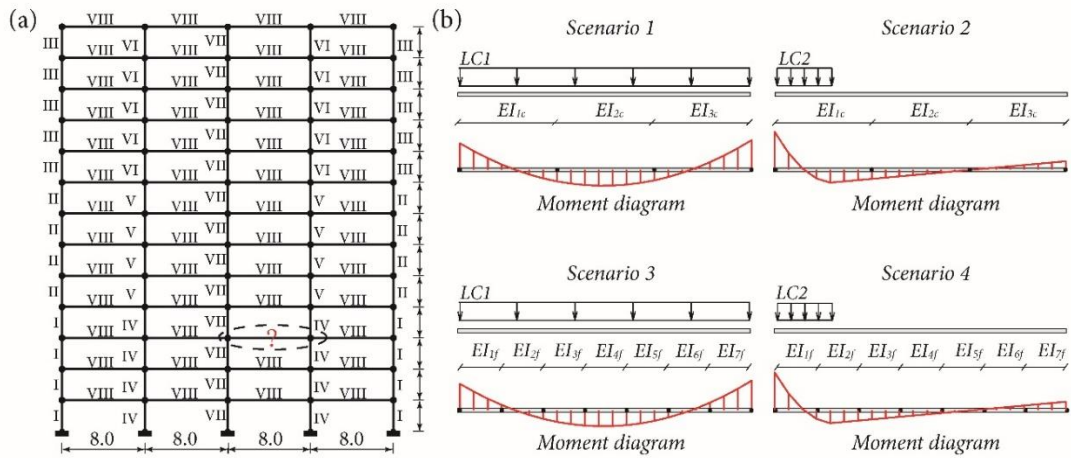 (a)
VIII VIII VIII VIII
III VIII VI VIII VII VIII VI VIII III
III VIII VI VIII VII VIII VI VIII III
III VIII VI VIII VII VIII VI VIII III
III VIII VI VIII VII VIII VI VIII III
III VIII VI VIII VII VIII VI VIII III
II VIII V VIII VII VIII V VIII II
II VIII V VIII VII VIII V VIII II
II VIII V VIII VII VIII V VIII II
II VIII V VIII VII VIII V VIII II
I VIII IV VIII VII ? IV VIII I
I VIII IV VIII VII VIII IV VIII I
I VIII IV VIII VII VIII IV VIII I
I IV VII IV I
8.0 8.0 8.0 8.0
(b)
Scenario 1
LC1
EI1c EI2c EI3c
Moment diagram
Scenario 2
LC2
EI1c EI2c EI3c
Moment diagram
Scenario 3
LC1
EI1f EI2f EI3f EI4f EI5f EI6f EI7f
Moment diagram
Scenario 4
LC2
EI1f EI2f EI3f EI4f EI5f EI6f EI7f
Moment diagram